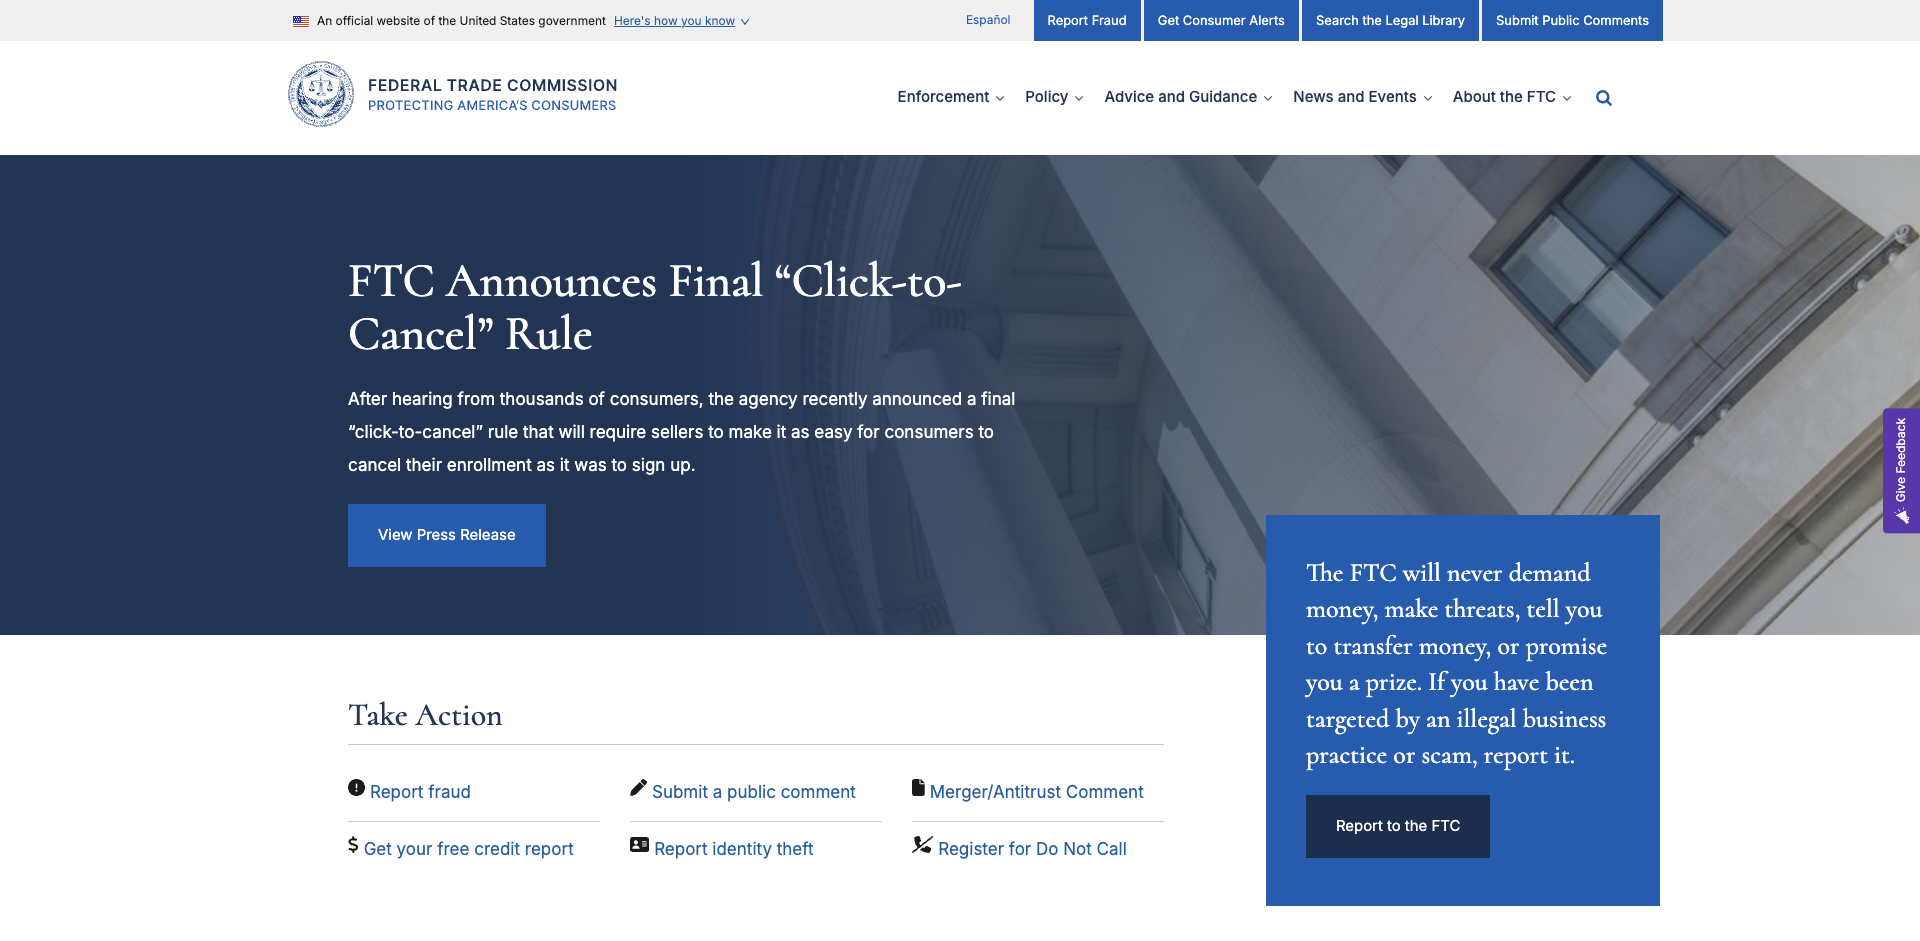 An official website of the United States government Here's how you know
Español
Report Fraud
Get Consumer Alerts
Search the Legal Library
Submit Public Comments
FEDERAL TRADE COMMISSION
PROTECTING AMERICA'S CONSUMERS
Enforcement
Policy
Advice and Guidance
News and Events
About the FTC
FTC Announces Final “Click-to-
Cancel” Rule
After hearing from thousands of consumers, the agency recently announced a final
“click-to-cancel” rule that will require sellers to make it as easy for consumers to
cancel their enrollment as it was to sign up.
View Press Release
Give Feedback
The FTC will never demand
money, make threats, tell you
to transfer money, or promise
you a prize. If you have been
targeted by an illegal business
practice or scam, report it.
Report to the FTC
Take Action
Report fraud
Submit a public comment
Merger/Antitrust Comment
Get your free credit report
Report identity theft
Register for Do Not Call